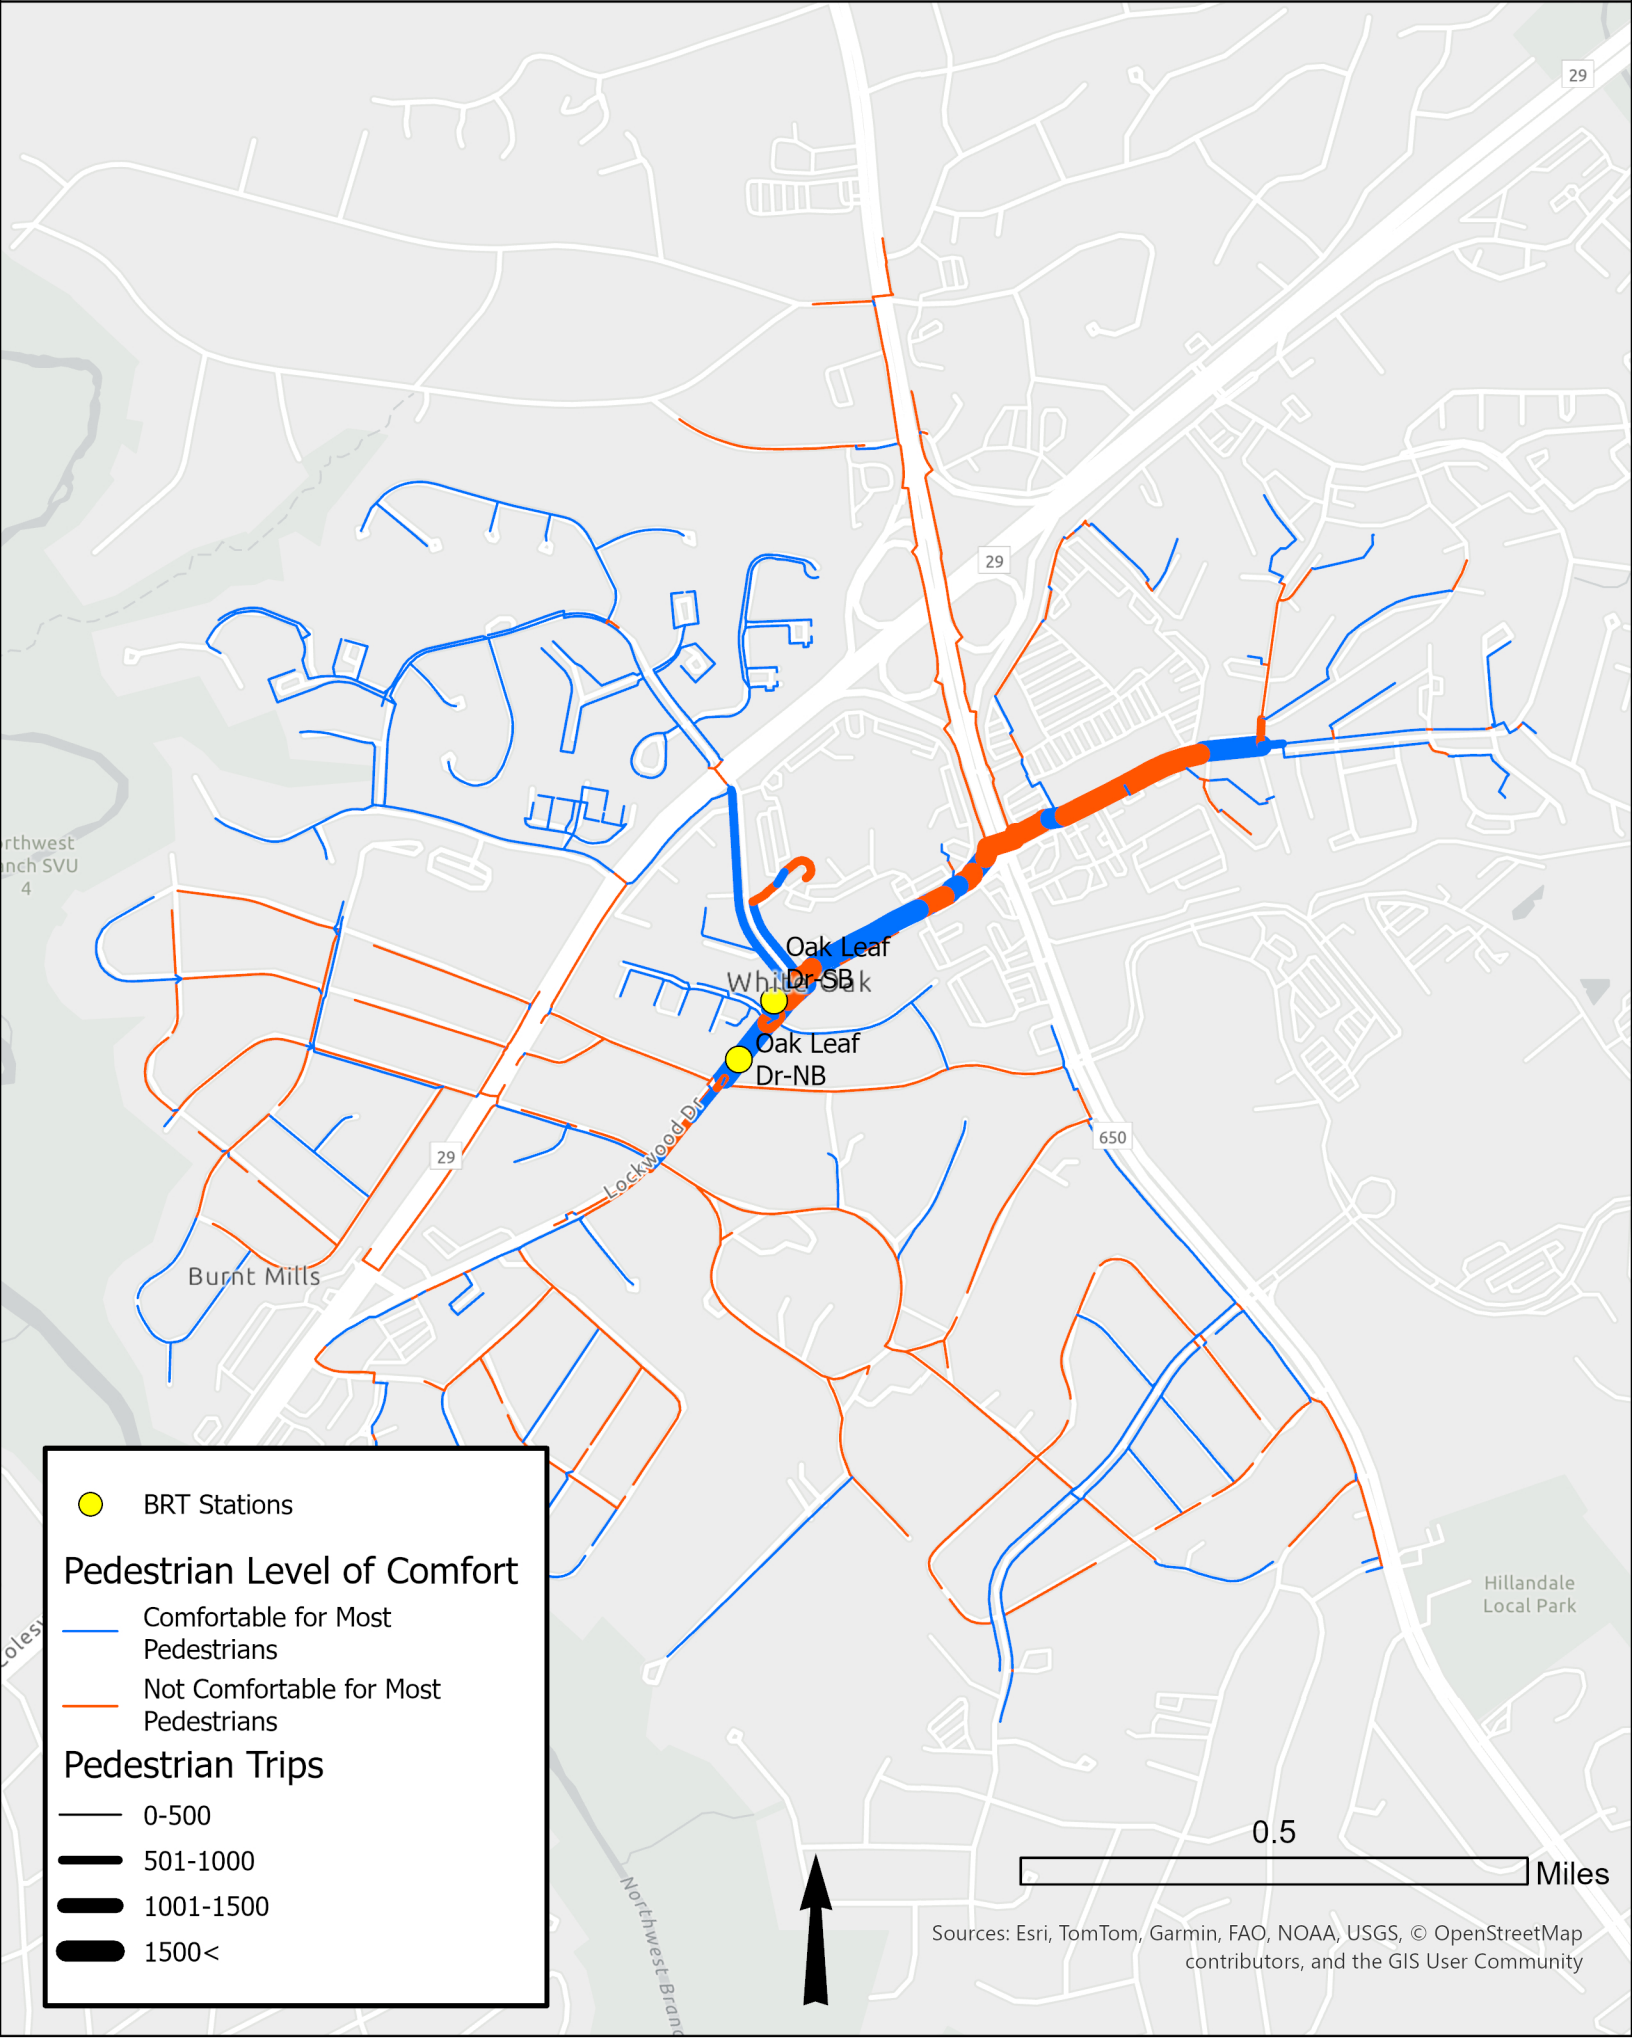 29
29
rthwest
anch SVU
4
Oak Leaf
Dr-SB
White Oak
Oak Leaf
Dr-NB
Lockwood Dr
650
29
Burnt Mills
BRT Stations
Pedestrian Level of Comfort
Comfortable for Most
Pedestrians
Not Comfortable for Most
Pedestrians
Pedestrian Trips
0-500
501-1000
1001-1500
1500<
Colesv
Hillandale
Local Park
Northwest Branc
0.5
Miles
Sources: Esri, TomTom, Garmin, FAO, NOAA, USGS, © OpenStreetMap
contributors, and the GIS User Community